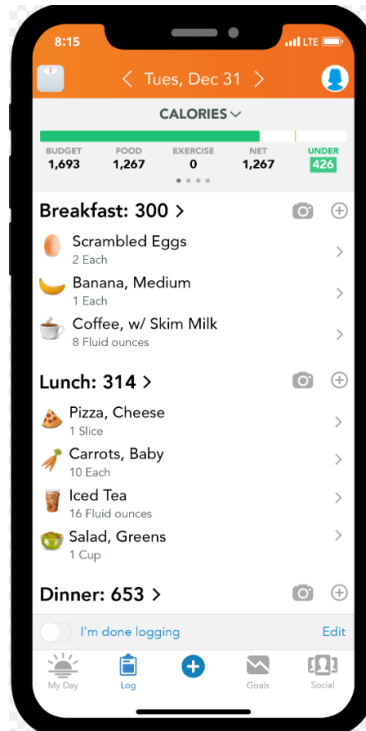 8:15
LTE
< Tues, Dec 31 >
CALORIES
BUDGET FOOD EXERCISE NET UNDER
1,693 1,267 0 1,267 426
Breakfast: 300 >
Scrambled Eggs
2 Each
Banana, Medium
1 Each
Coffee, w/ Skim Milk
8 Fluid ounces
Lunch: 314 >
Pizza, Cheese
1 Slice
Carrots, Baby
10 Each
Iced Tea
16 Fluid ounces
Salad, Greens
1 Cup
Dinner: 653 >
I'm done logging Edit
My Day Log Goals Social